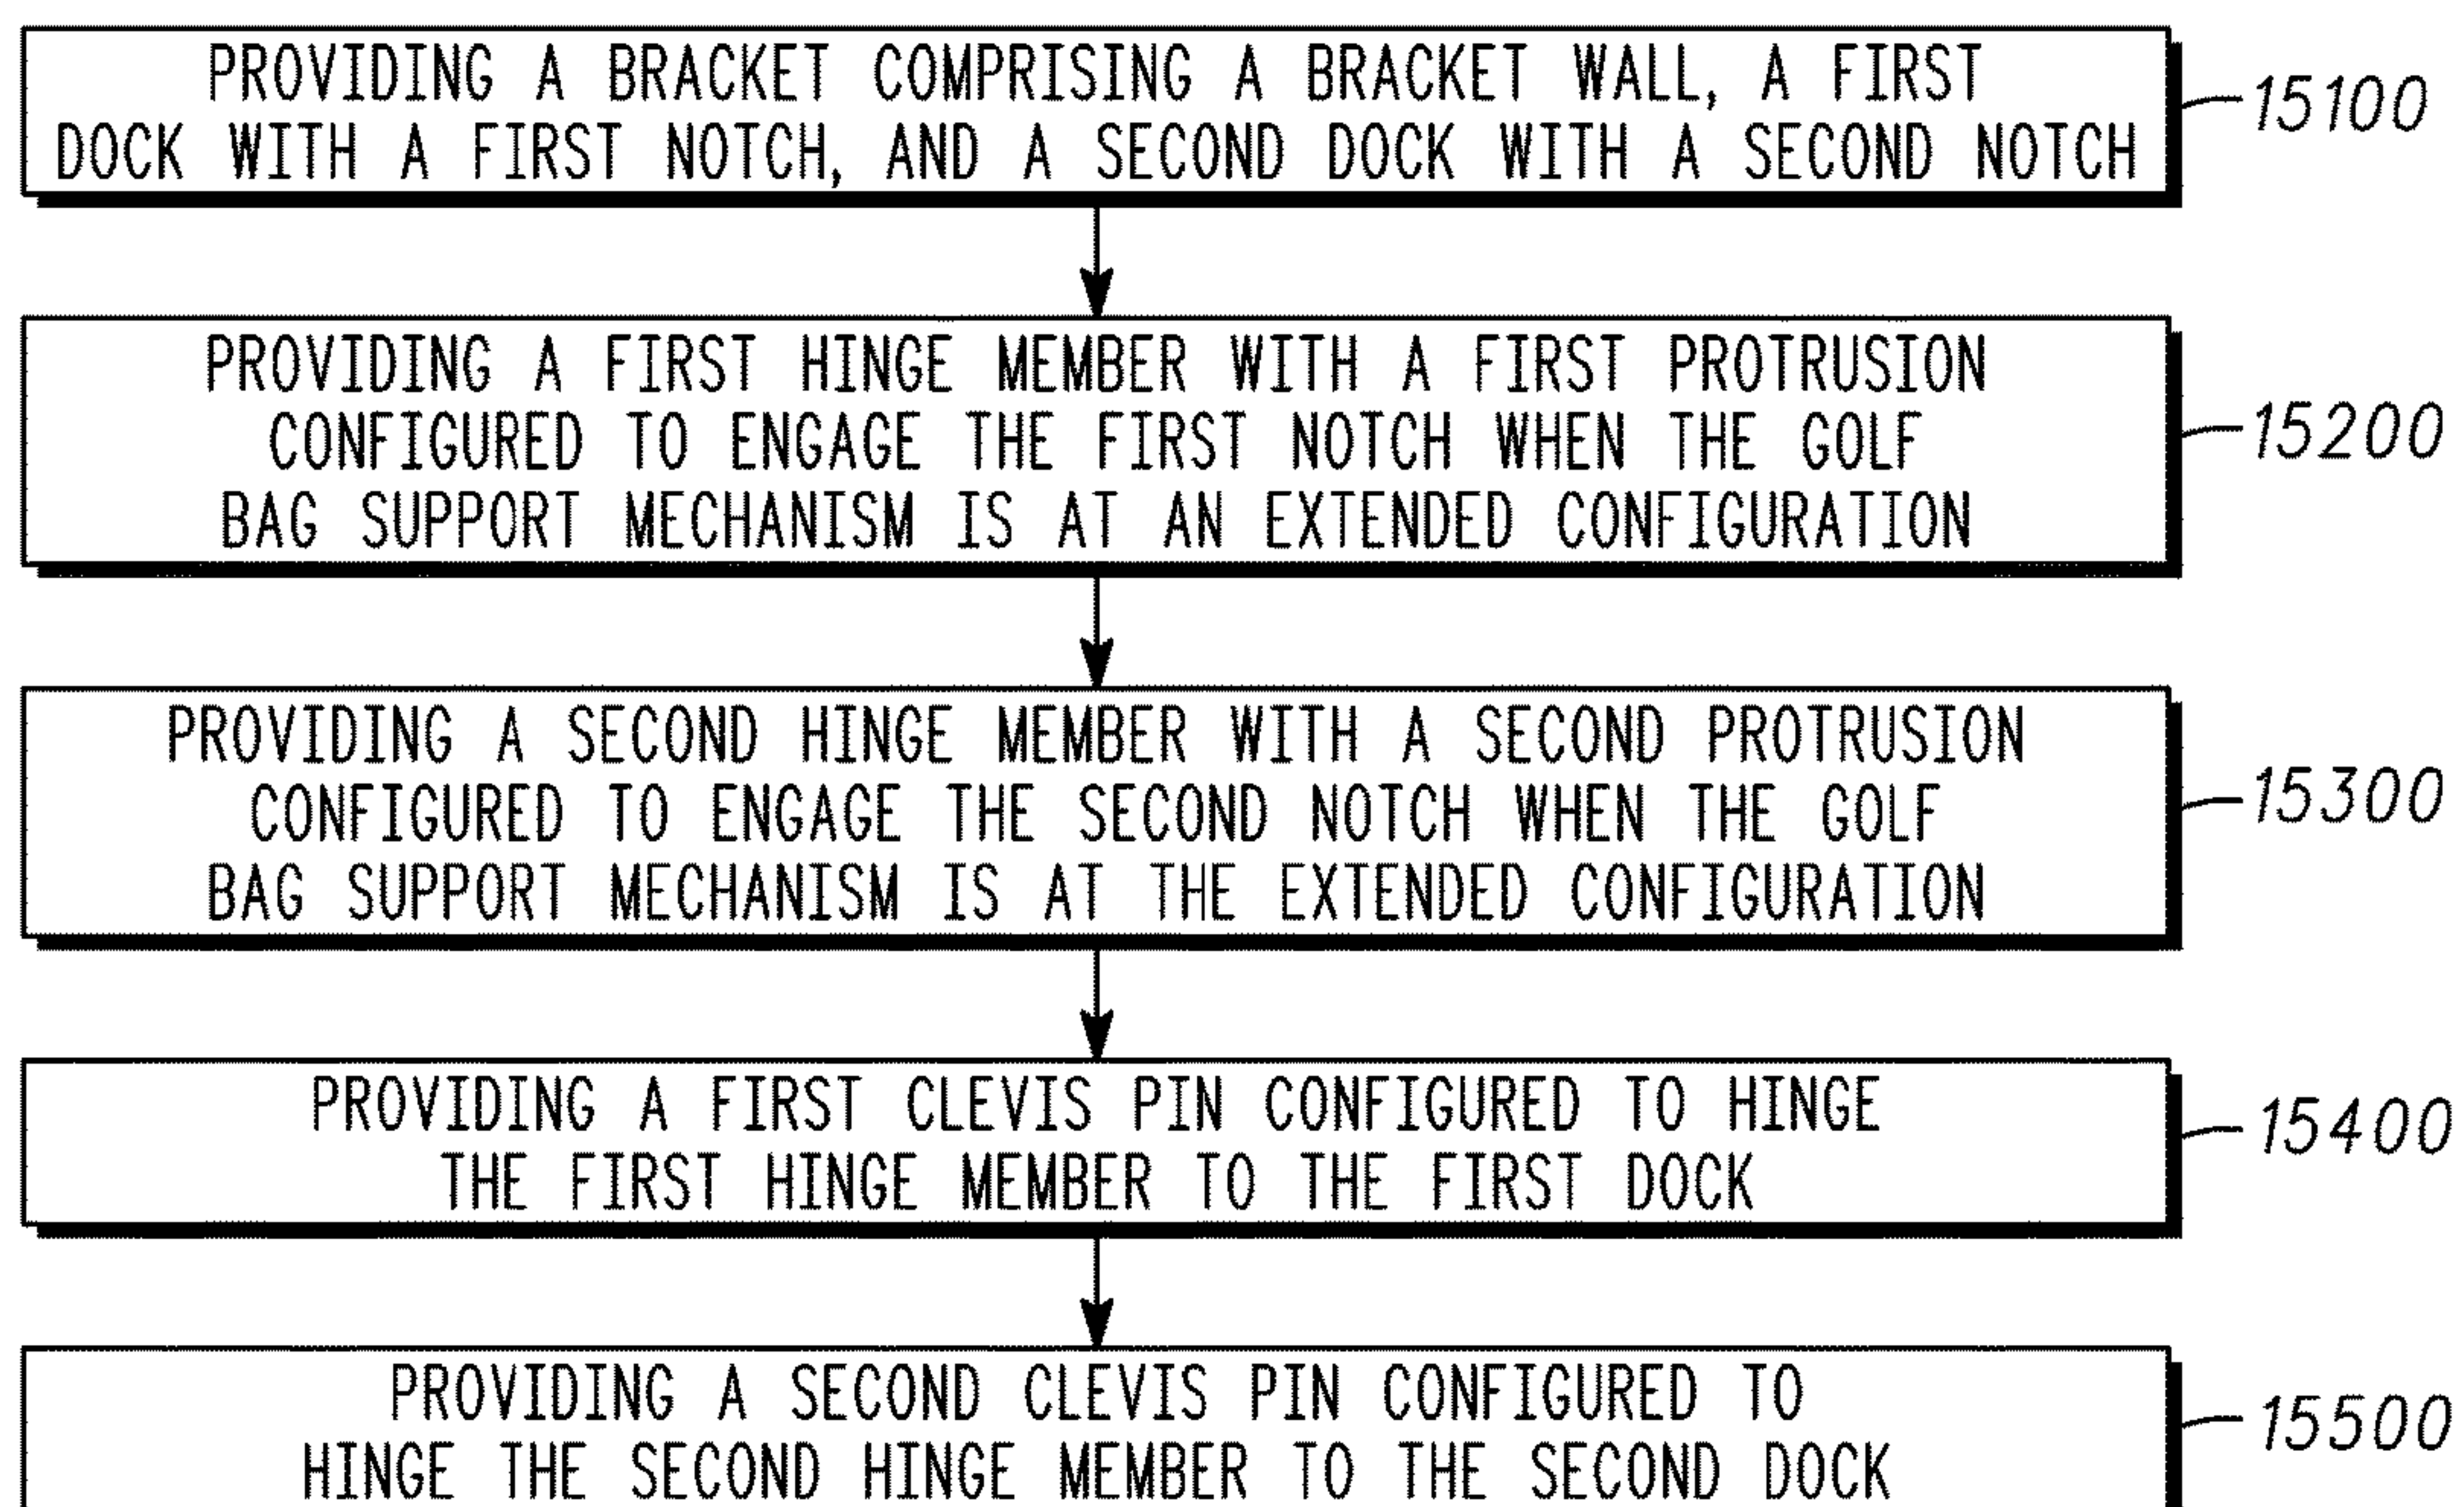 PROVIDING A BRACKET COMPRISING A BRACKET WALL, A FIRST
DOCK WITH A FIRST NOTCH, AND A SECOND DOCK WITH A SECOND NOTCH
15100
PROVIDING A FIRST HINGE MEMBER WITH A FIRST PROTRUSION
CONFIGURED TO ENGAGE THE FIRST NOTCH WHEN THE GOLF
BAG SUPPORT MECHANISM IS AT AN EXTENDED CONFIGURATION
15200
PROVIDING A SECOND HINGE MEMBER WITH A SECOND PROTRUSION
CONFIGURED TO ENGAGE THE SECOND NOTCH WHEN THE GOLF
BAG SUPPORT MECHANISM IS AT THE EXTENDED CONFIGURATION
15300
PROVIDING A FIRST CLEVIS PIN CONFIGURED TO HINGE
THE FIRST HINGE MEMBER TO THE FIRST DOCK
15400
PROVIDING A SECOND CLEVIS PIN CONFIGURED TO
HINGE THE SECOND HINGE MEMBER TO THE SECOND DOCK
15500